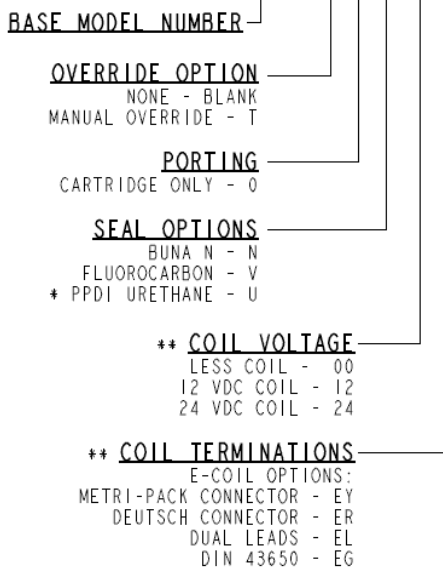 BASE MODEL NUMBER
OVERRIDE OPTION
NONE - BLANK
MANUAL OVERRIDE - T
PORTING
CARTRIDGE ONLY - 0
SEAL OPTIONS
BUNA N - N
FLUOROCARBON - V
* PPDI URETHANE - U
** COIL VOLTAGE
LESS COIL - 00
12 VDC COIL - 12
24 VDC COIL - 24
** COIL TERMINATIONS
E-COIL OPTIONS:
METRI-PACK CONNECTOR - EY
DEUTSCH CONNECTOR - ER
DUAL LEADS - EL
DIN 43650 - EG